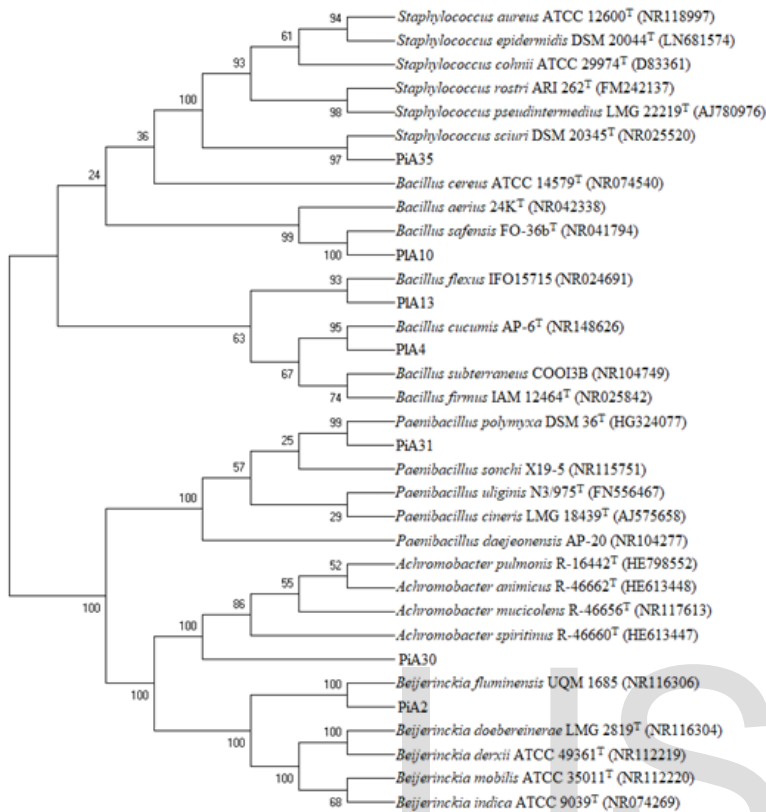 94 Staphylococcus aureus ATCC 12600ᵀ (NR118997)
61 Staphylococcus epidermidis DSM 20044ᵀ (LN681574)
93 Staphylococcus cohnii ATCC 29974ᵀ (D83361)
Staphylococcus rostri ARI 262ᵀ (FM242137)
100 98 Staphylococcus pseudintermedius LMG 22219ᵀ (AJ780976)
36 Staphylococcus sciuri DSM 20345ᵀ (NR025520)
97 PiA35
24 Bacillus cereus ATCC 14579ᵀ (NR074540)
Bacillus aerius 24Kᵀ (NR042338)
99 Bacillus safensis FO-36bᵀ (NR041794)
100 PlA10
93 Bacillus flexus IFO15715 (NR024691)
PlA13
63 95 Bacillus cucumis AP-6ᵀ (NR148626)
PlA4
67 Bacillus subterraneus COOI3B (NR104749)
74 Bacillus firmus IAM 12464ᵀ (NR025842)
99 Paenibacillus polymyxa DSM 36ᵀ (HG324077)
25 PiA31
57 Paenibacillus sonchi X19-5 (NR115751)
Paenibacillus uliginis N3/975ᵀ (FN556467)
100 29 Paenibacillus cineris LMG 18439ᵀ (AJ575658)
Paenibacillus daejeonensis AP-20 (NR104277)
52 Achromobacter pulmonis R-16442ᵀ (HE798552)
55 Achromobacter animicus R-46662ᵀ (HE613448)
86 Achromobacter mucicolens R-46656ᵀ (NR117613)
100 100 Achromobacter spiritinus R-46660ᵀ (HE613447)
PiA30
100 100 Beijerinckia fluminensis UQM 1685 (NR116306)
PiA2
100 100 Beijerinckia doebereinerae LMG 2819ᵀ (NR116304)
Beijerinckia derxii ATCC 49361ᵀ (NR112219)
100 Beijerinckia mobilis ATCC 35011ᵀ (NR112220)
68 Beijerinckia indica ATCC 9039ᵀ (NR074269)